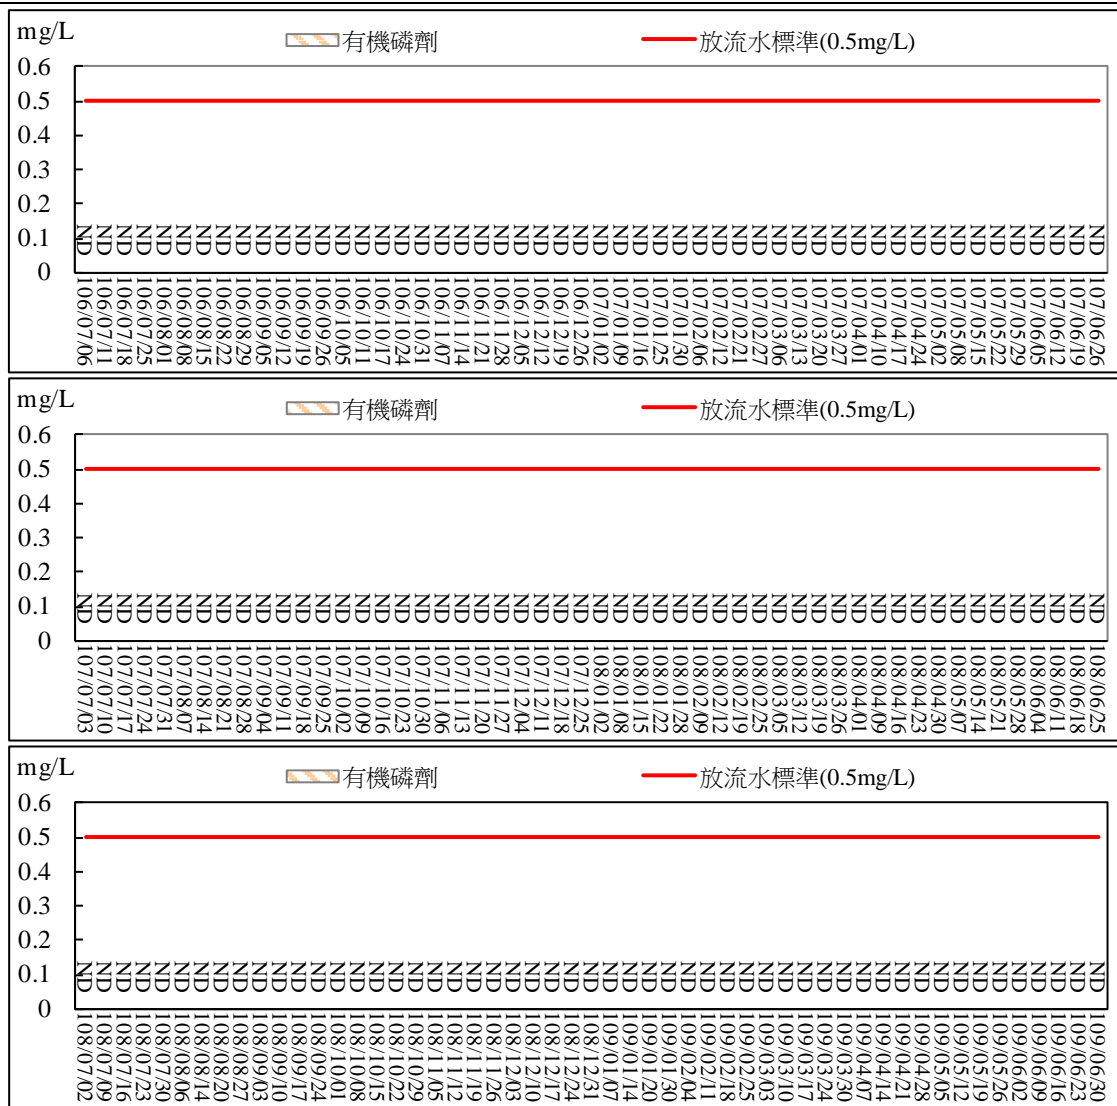 mg/L
有機磷劑 放流水標準(0.5mg/L)
0.6
0.5
0.4
0.3
0.2
0.1
0
ND ND ND ND ND ND ND ND ND ND ND ND ND ND ND ND ND ND ND ND ND ND ND ND ND ND ND ND ND ND ND ND ND ND ND ND ND ND ND ND ND ND ND ND ND ND ND ND ND ND ND ND
106/07/06 106/07/11 106/07/18 106/07/25 106/08/01 106/08/08 106/08/15 106/08/22 106/08/29 106/09/05 106/09/12 106/09/19 106/09/26 106/10/05 106/10/11 106/10/17 106/10/24 106/10/31 106/11/07 106/11/14 106/11/21 106/11/28 106/12/05 106/12/12 106/12/19 106/12/26 107/01/02 107/01/09 107/01/16 107/01/25 107/01/30 107/02/06 107/02/12 107/02/21 107/02/27 107/03/06 107/03/13 107/03/20 107/03/27 107/04/01 107/04/10 107/04/17 107/04/24 107/05/02 107/05/08 107/05/15 107/05/22 107/05/29 107/06/05 107/06/12 107/06/19 107/06/26
mg/L
有機磷劑 放流水標準(0.5mg/L)
0.6
0.5
0.4
0.3
0.2
0.1
0
ND ND ND ND ND ND ND ND ND ND ND ND ND ND ND ND ND ND ND ND ND ND ND ND ND ND ND ND ND ND ND ND ND ND ND ND ND ND ND ND ND ND ND ND ND ND ND ND ND ND ND ND
107/07/03 107/07/10 107/07/17 107/07/24 107/07/31 107/08/07 107/08/14 107/08/21 107/08/28 107/09/04 107/09/11 107/09/18 107/09/25 107/10/02 107/10/09 107/10/16 107/10/23 107/10/30 107/11/06 107/11/13 107/11/20 107/11/27 107/12/04 107/12/11 107/12/18 107/12/25 108/01/02 108/01/08 108/01/15 108/01/22 108/01/28 108/02/09 108/02/12 108/02/19 108/02/25 108/03/05 108/03/12 108/03/19 108/03/26 108/04/01 108/04/09 108/04/16 108/04/23 108/04/30 108/05/07 108/05/14 108/05/21 108/05/28 108/06/04 108/06/11 108/06/18 108/06/25
mg/L
有機磷劑 放流水標準(0.5mg/L)
0.6
0.5
0.4
0.3
0.2
0.1
0
ND ND ND ND ND ND ND ND ND ND ND ND ND ND ND ND ND ND ND ND ND ND ND ND ND ND ND ND ND ND ND ND ND ND ND ND ND ND ND ND ND ND ND ND ND ND ND ND ND ND ND ND ND
108/07/02 108/07/09 108/07/16 108/07/23 108/07/30 108/08/06 108/08/14 108/08/20 108/08/27 108/09/03 108/09/10 108/09/17 108/09/24 108/10/01 108/10/08 108/10/15 108/10/22 108/10/29 108/11/05 108/11/12 108/11/19 108/11/26 108/12/03 108/12/10 108/12/17 108/12/24 108/12/31 109/01/07 109/01/14 109/01/20 109/01/30 109/02/04 109/02/11 109/02/18 109/02/25 109/03/03 109/03/10 109/03/17 109/03/24 109/03/30 109/04/07 109/04/14 109/04/21 109/04/28 109/05/05 109/05/12 109/05/19 109/05/26 109/06/02 109/06/09 109/06/16 109/06/23 109/06/30